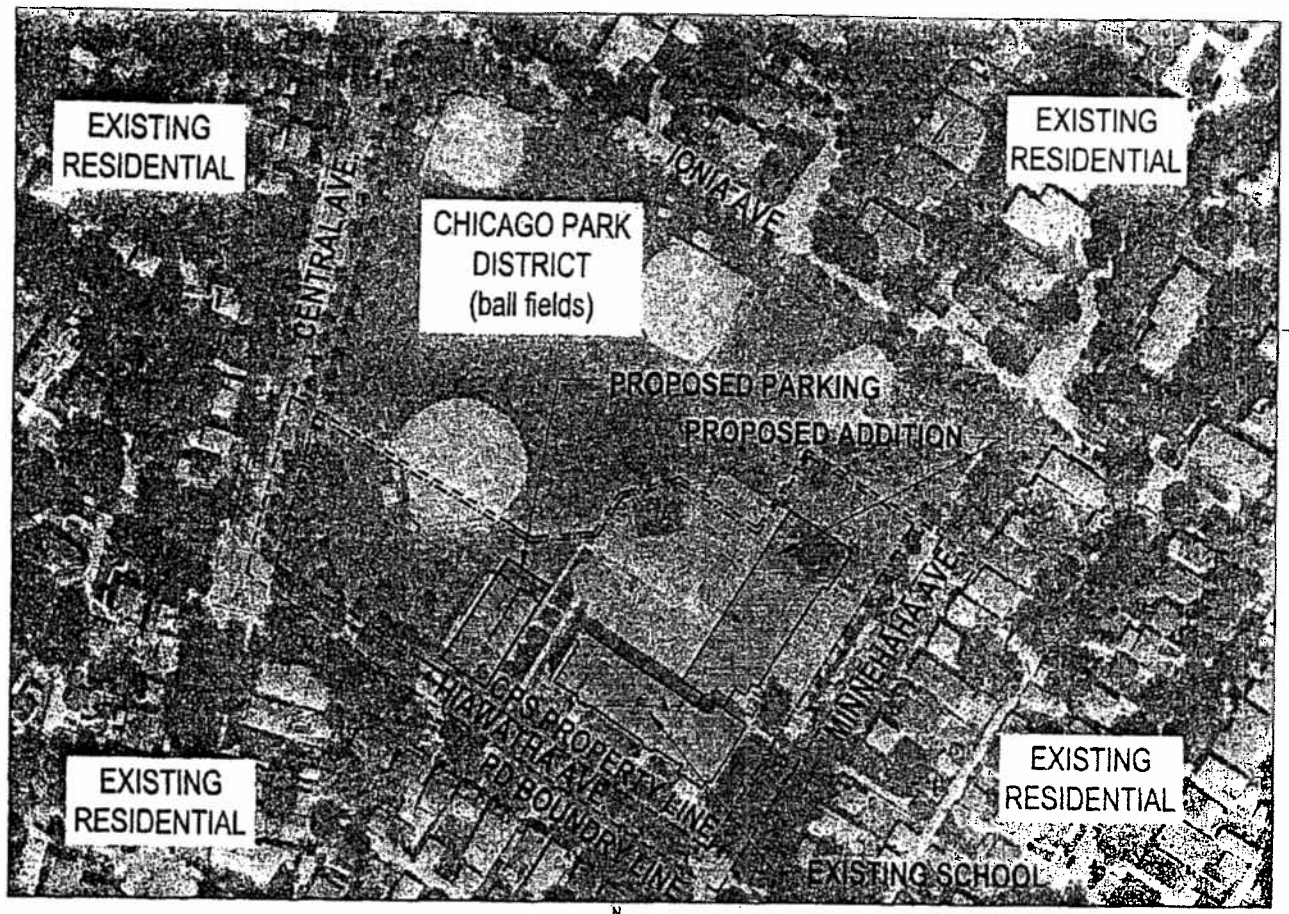 EXISTING
RESIDENTIAL
EXISTING
RESIDENTIAL
IONIA AVE
CENTRAL AVE.
CHICAGO PARK
DISTRICT
(ball fields)
PROPOSED PARKING
PROPOSED ADDITION
MINNEHAHA AVE.
CPS PROPERTY LINE
HIAWATHA AVE
PD BOUNDRY LINE
EXISTING
RESIDENTIAL
EXISTING
RESIDENTIAL
EXISTING SCHOOL
N